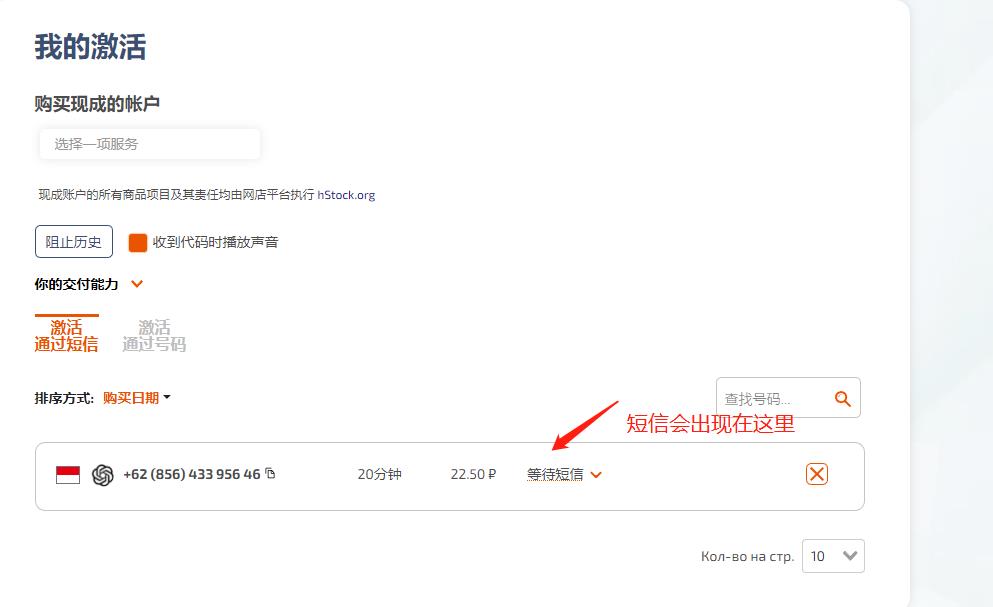 我的激活
购买现成的帐户
选择一项服务
现成账户的所有商品项目及其责任均由网店平台执行 hStock.org
阻止历史 收到代码时播放声音
你的交付能力
激活
通过短信
激活
通过号码
排序方式: 购买日期
查找号码...
短信会出现在这里
+62 (856) 433 956 46 20分钟 22.50 ₽ 等待短信
Кол-во на стр. 10